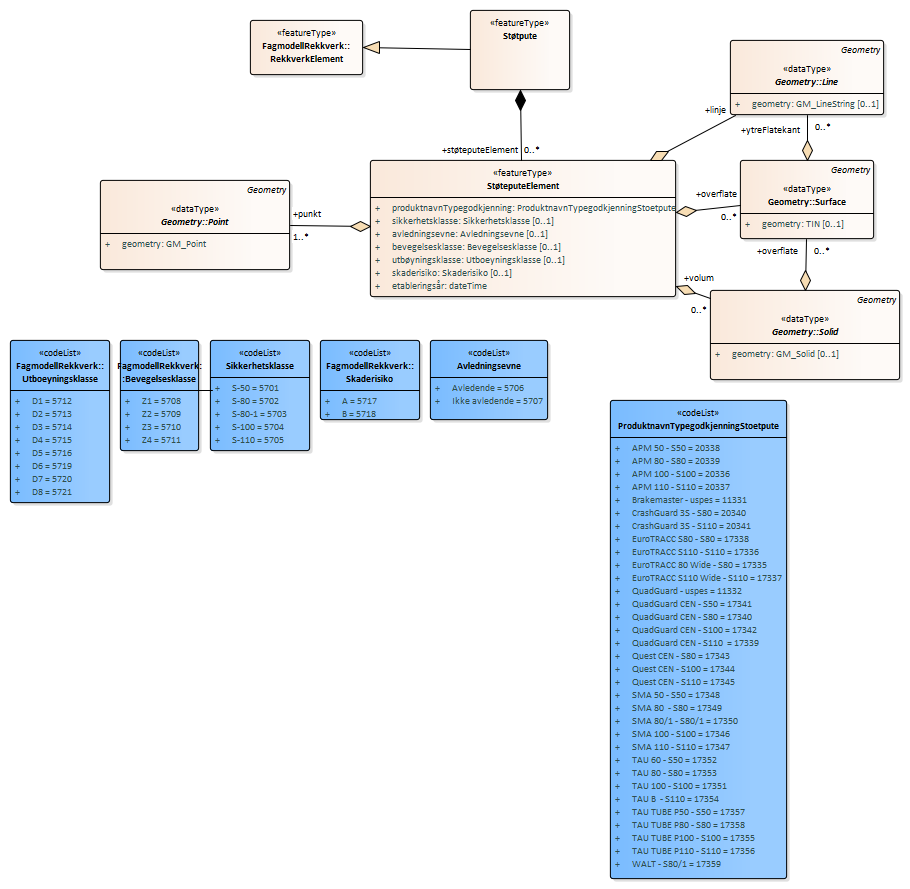 «featureType»
FagmodellRekkverk::
RekkverkElement
«featureType»
Støtpute
Geometry
«dataType»
Geometry::Line
+ geometry: GM_LineString [0..1]
+linje
+ytreFlatekant
0..*
+støteputeElement
0..*
«featureType»
StøteputeElement
+ produktnavnTypegodkjenning: ProduktnavnTypegodkjenningStoetpute
+ sikkerhetsklasse: Sikkerhetsklasse [0..1]
+ avledningsevne: Avledningsevne [0..1]
+ bevegelsesklasse: Bevegelsesklasse [0..1]
+ utbøyningsklasse: Utboeyningsklasse [0..1]
+ skaderisiko: Skaderisiko [0..1]
+ etableringsår: dateTime
Geometry
«dataType»
Geometry::Point
+ geometry: GM_Point
+punkt
1..*
Geometry
«dataType»
Geometry::Surface
+ geometry: TIN [0..1]
+overflate
0..*
+overflate
0..*
+volum
0..*
Geometry
«dataType»
Geometry::Solid
+ geometry: GM_Solid [0..1]
«codeList»
FagmodellRekkverk::
Utboeyningsklasse
+ D1 = 5712
+ D2 = 5713
+ D3 = 5714
+ D4 = 5715
+ D5 = 5716
+ D6 = 5719
+ D7 = 5720
+ D8 = 5721
«codeList»
FagmodellRekkverk:
:Bevegelsesklasse
+ Z1 = 5708
+ Z2 = 5709
+ Z3 = 5710
+ Z4 = 5711
«codeList»
Sikkerhetsklasse
+ S-50 = 5701
+ S-80 = 5702
+ S-80-1 = 5703
+ S-100 = 5704
+ S-110 = 5705
«codeList»
FagmodellRekkverk::
Skaderisiko
+ A = 5717
+ B = 5718
«codeList»
Avledningsevne
+ Avledende = 5706
+ Ikke avledende = 5707
«codeList»
ProduktnavnTypegodkjenningStoetpute
+ APM 50 - S50 = 20338
+ APM 80 - S80 = 20339
+ APM 100 - S100 = 20336
+ APM 110 - S110 = 20337
+ Brakemaster - uspes = 11331
+ CrashGuard 3S - S80 = 20340
+ CrashGuard 3S - S110 = 20341
+ EuroTRACC S80 - S80 = 17338
+ EuroTRACC S110 - S110 = 17336
+ EuroTRACC 80 Wide - S80 = 17335
+ EuroTRACC S110 Wide - S110 = 17337
+ QuadGuard - uspes = 11332
+ QuadGuard CEN - S50 = 17341
+ QuadGuard CEN - S80 = 17340
+ QuadGuard CEN - S100 = 17342
+ QuadGuard CEN - S110 = 17339
+ Quest CEN - S80 = 17343
+ Quest CEN - S100 = 17344
+ Quest CEN - S110 = 17345
+ SMA 50 - S50 = 17348
+ SMA 80 - S80 = 17349
+ SMA 80/1 - S80/1 = 17350
+ SMA 100 - S100 = 17346
+ SMA 110 - S110 = 17347
+ TAU 60 - S50 = 17352
+ TAU 80 - S80 = 17353
+ TAU 100 - S100 = 17351
+ TAU B - S110 = 17354
+ TAU TUBE P50 - S50 = 17357
+ TAU TUBE P80 - S80 = 17358
+ TAU TUBE P100 - S100 = 17355
+ TAU TUBE P110 - S110 = 17356
+ WALT - S80/1 = 17359